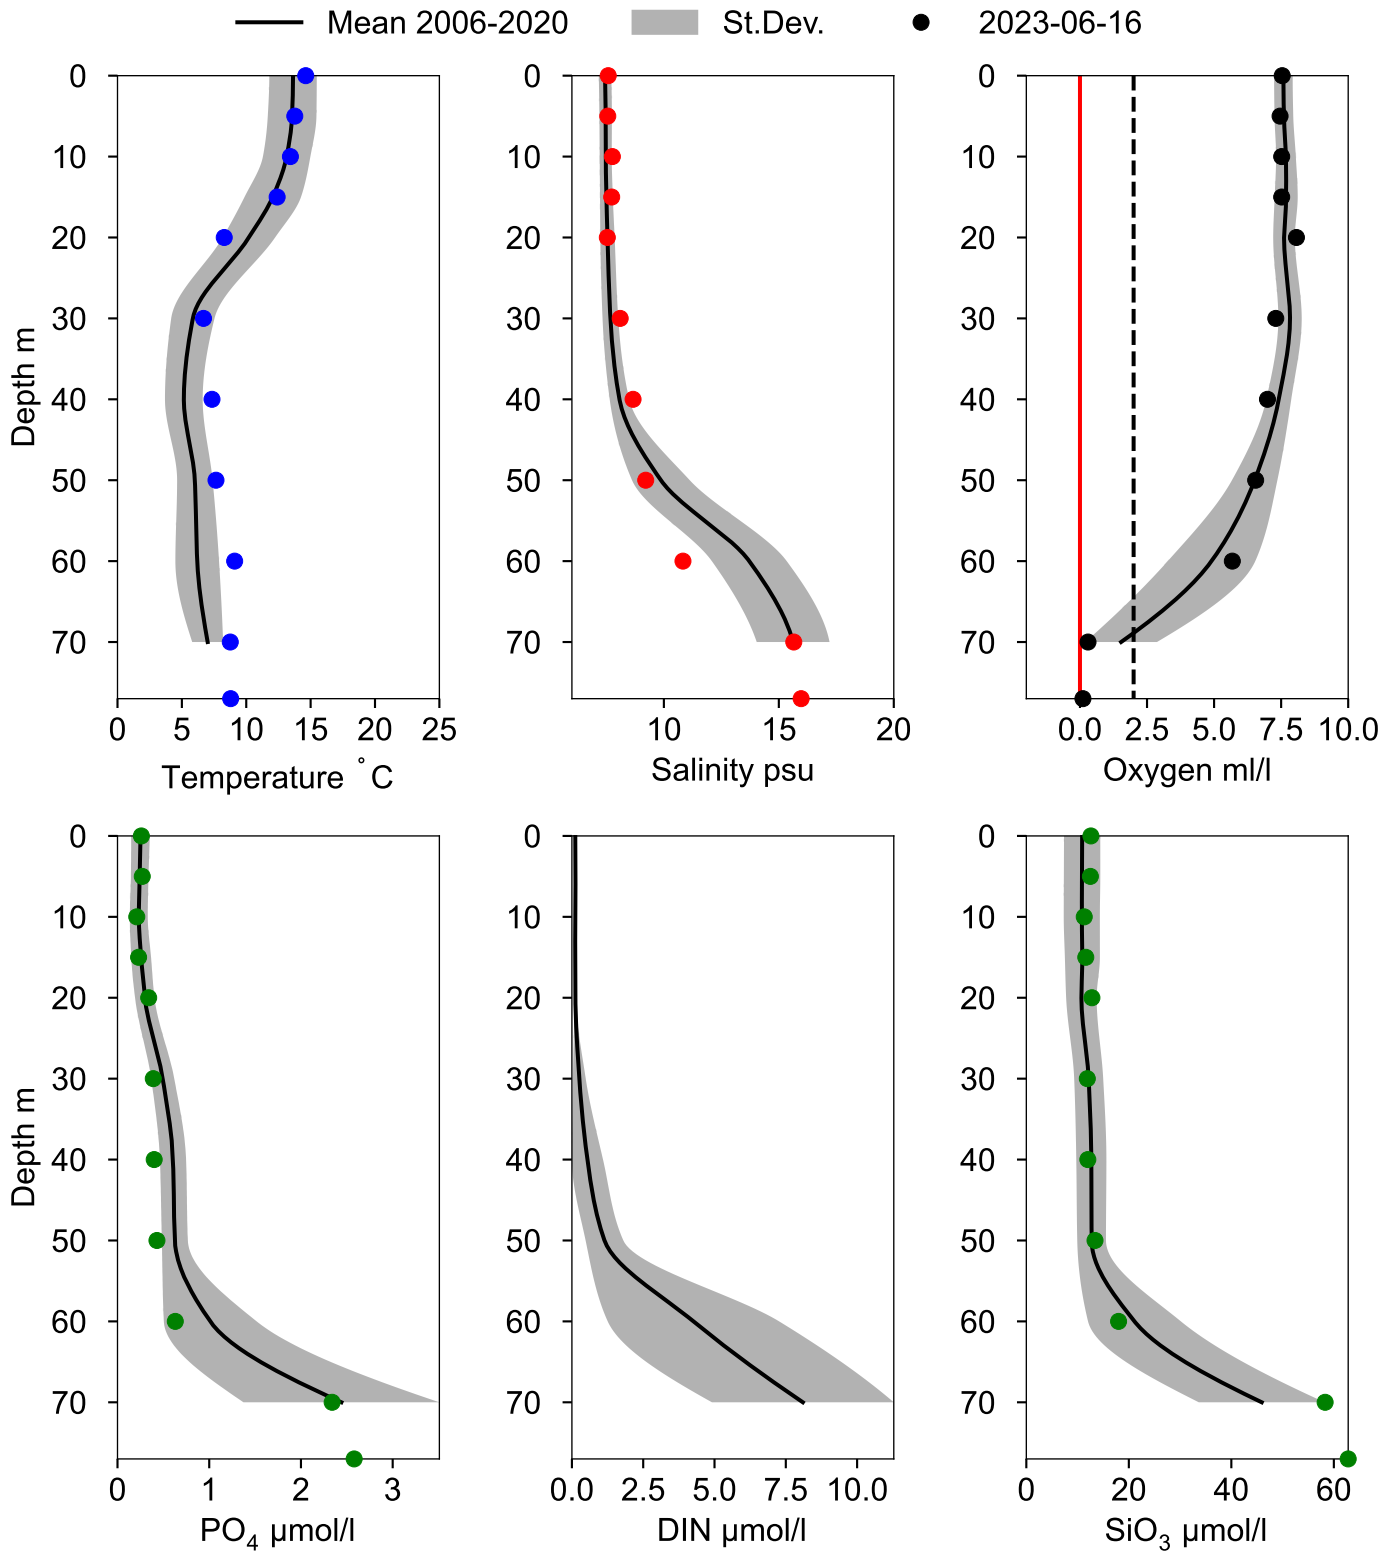 Mean 2006-2020 St.Dev. 2023-06-16
0 0 0
10 10 10
20 20 20
30 30 30
40 40 40
50 50 50
60 60 60
70 70 70
Depth m
0 5 10 15 20 25 10 15 20 0.0 2.5 5.0 7.5 10.0
Temperature °C Salinity psu Oxygen ml/l
0 0 0
10 10 10
20 20 20
30 30 30
40 40 40
50 50 50
60 60 60
70 70 70
Depth m
0 1 2 3 0.0 2.5 5.0 7.5 10.0 0 20 40 60
PO₄ µmol/l DIN µmol/l SiO₃ µmol/l